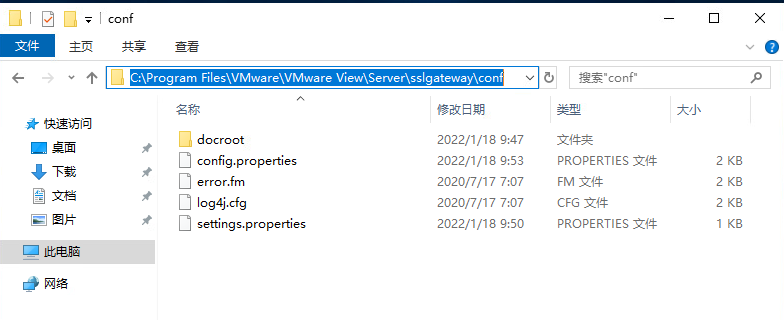 conf
文件 主页 共享 查看
C:\Program Files\VMware\VMware View\Server\sslgateway\conf
搜索"conf"
名称 修改日期 类型 大小
快速访问
桌面
下载
文档
图片
此电脑
网络
docroot 2022/1/18 9:47 文件夹
config.properties 2022/1/18 9:53 PROPERTIES 文件 2 KB
error.fm 2020/7/17 7:07 FM 文件 2 KB
log4j.cfg 2020/7/17 7:07 CFG 文件 2 KB
settings.properties 2022/1/18 9:50 PROPERTIES 文件 1 KB